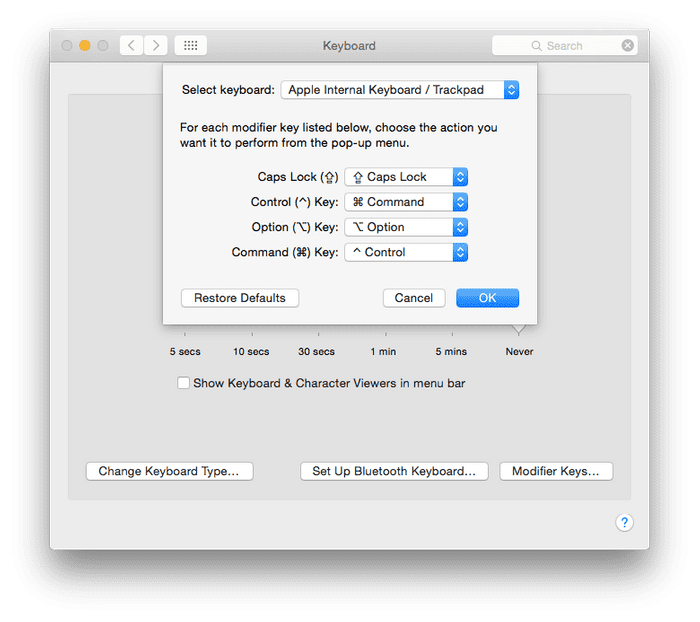 Keyboard
Search
Select keyboard: Apple Internal Keyboard / Trackpad
For each modifier key listed below, choose the action you
want it to perform from the pop-up menu.
Caps Lock (⇪) ⇪ Caps Lock
Control (^) Key: ⌘ Command
Option (⌥) Key: ⌥ Option
Command (⌘) Key: ^ Control
Restore Defaults Cancel OK
5 secs 10 secs 30 secs 1 min 5 mins Never
Show Keyboard & Character Viewers in menu bar
Change Keyboard Type... Set Up Bluetooth Keyboard... Modifier Keys...
?